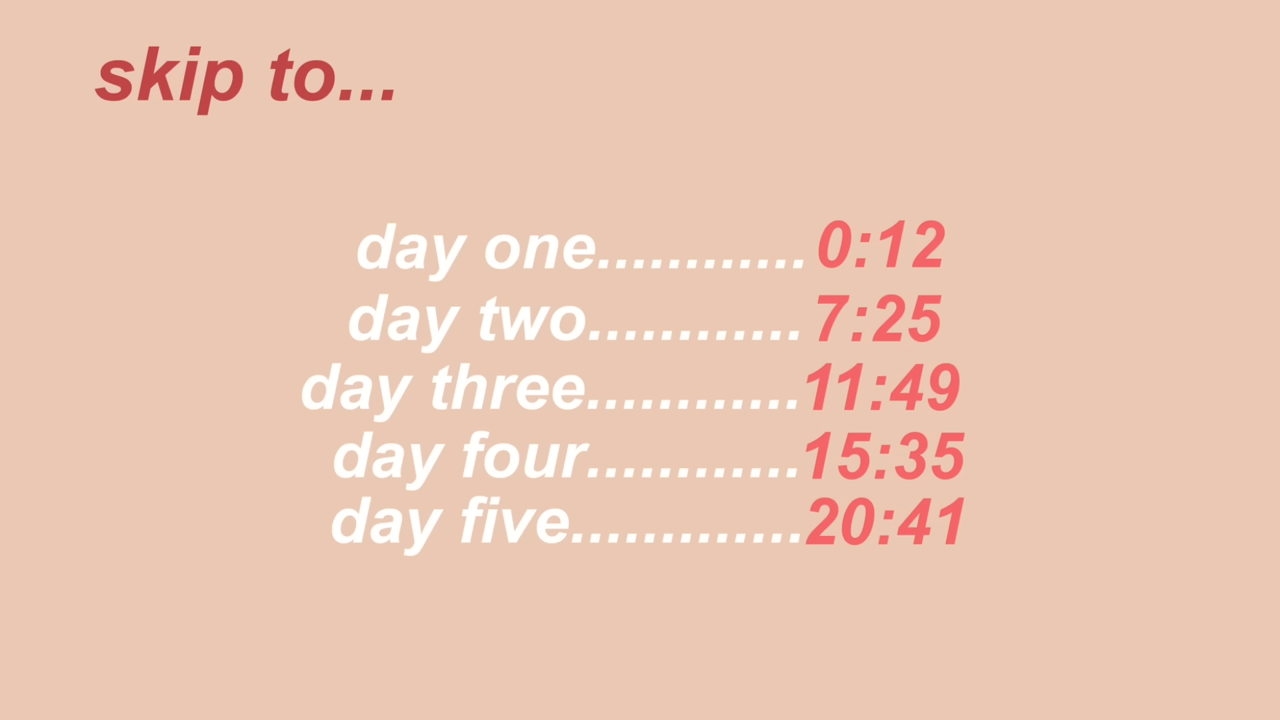 skip to...
day one............ 0:12
day two............ 7:25
day three............ 11:49
day four............ 15:35
day five............. 20:41